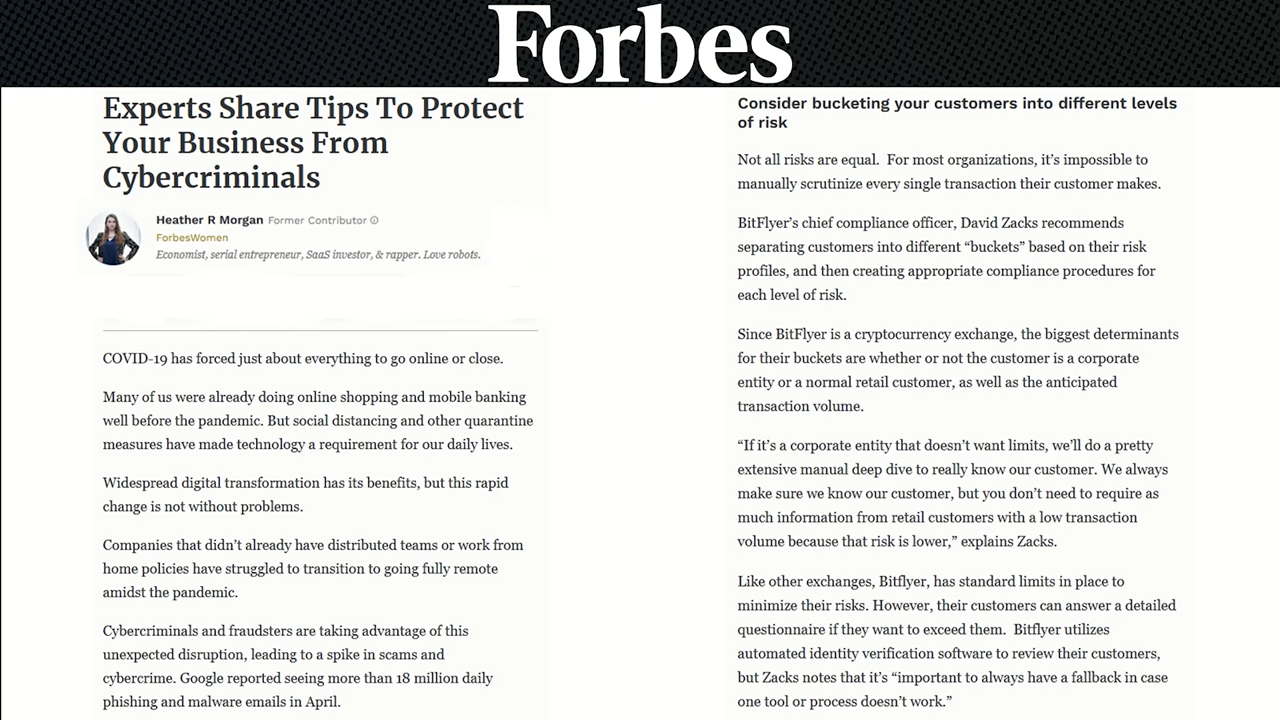 Forbes
Experts Share Tips To Protect
Your Business From
Cybercriminals
Heather R Morgan Former Contributor
ForbesWomen
Economist, serial entrepreneur, SaaS investor, & rapper. Love robots.
COVID-19 has forced just about everything to go online or close.
Many of us were already doing online shopping and mobile banking
well before the pandemic. But social distancing and other quarantine
measures have made technology a requirement for our daily lives.
Widespread digital transformation has its benefits, but this rapid
change is not without problems.
Companies that didn’t already have distributed teams or work from
home policies have struggled to transition to going fully remote
amidst the pandemic.
Cybercriminals and fraudsters are taking advantage of this
unexpected disruption, leading to a spike in scams and
cybercrime. Google reported seeing more than 18 million daily
phishing and malware emails in April.
Consider bucketing your customers into different levels
of risk
Not all risks are equal. For most organizations, it’s impossible to
manually scrutinize every single transaction their customer makes.
BitFlyer’s chief compliance officer, David Zacks recommends
separating customers into different “buckets” based on their risk
profiles, and then creating appropriate compliance procedures for
each level of risk.
Since BitFlyer is a cryptocurrency exchange, the biggest determinants
for their buckets are whether or not the customer is a corporate
entity or a normal retail customer, as well as the anticipated
transaction volume.
“If it’s a corporate entity that doesn’t want limits, we’ll do a pretty
extensive manual deep dive to really know our customer. We always
make sure we know our customer, but you don’t need to require as
much information from retail customers with a low transaction
volume because that risk is lower,” explains Zacks.
Like other exchanges, Bitflyer, has standard limits in place to
minimize their risks. However, their customers can answer a detailed
questionnaire if they want to exceed them. Bitflyer utilizes
automated identity verification software to review their customers,
but Zacks notes that it’s “important to always have a fallback in case
one tool or process doesn’t work.”